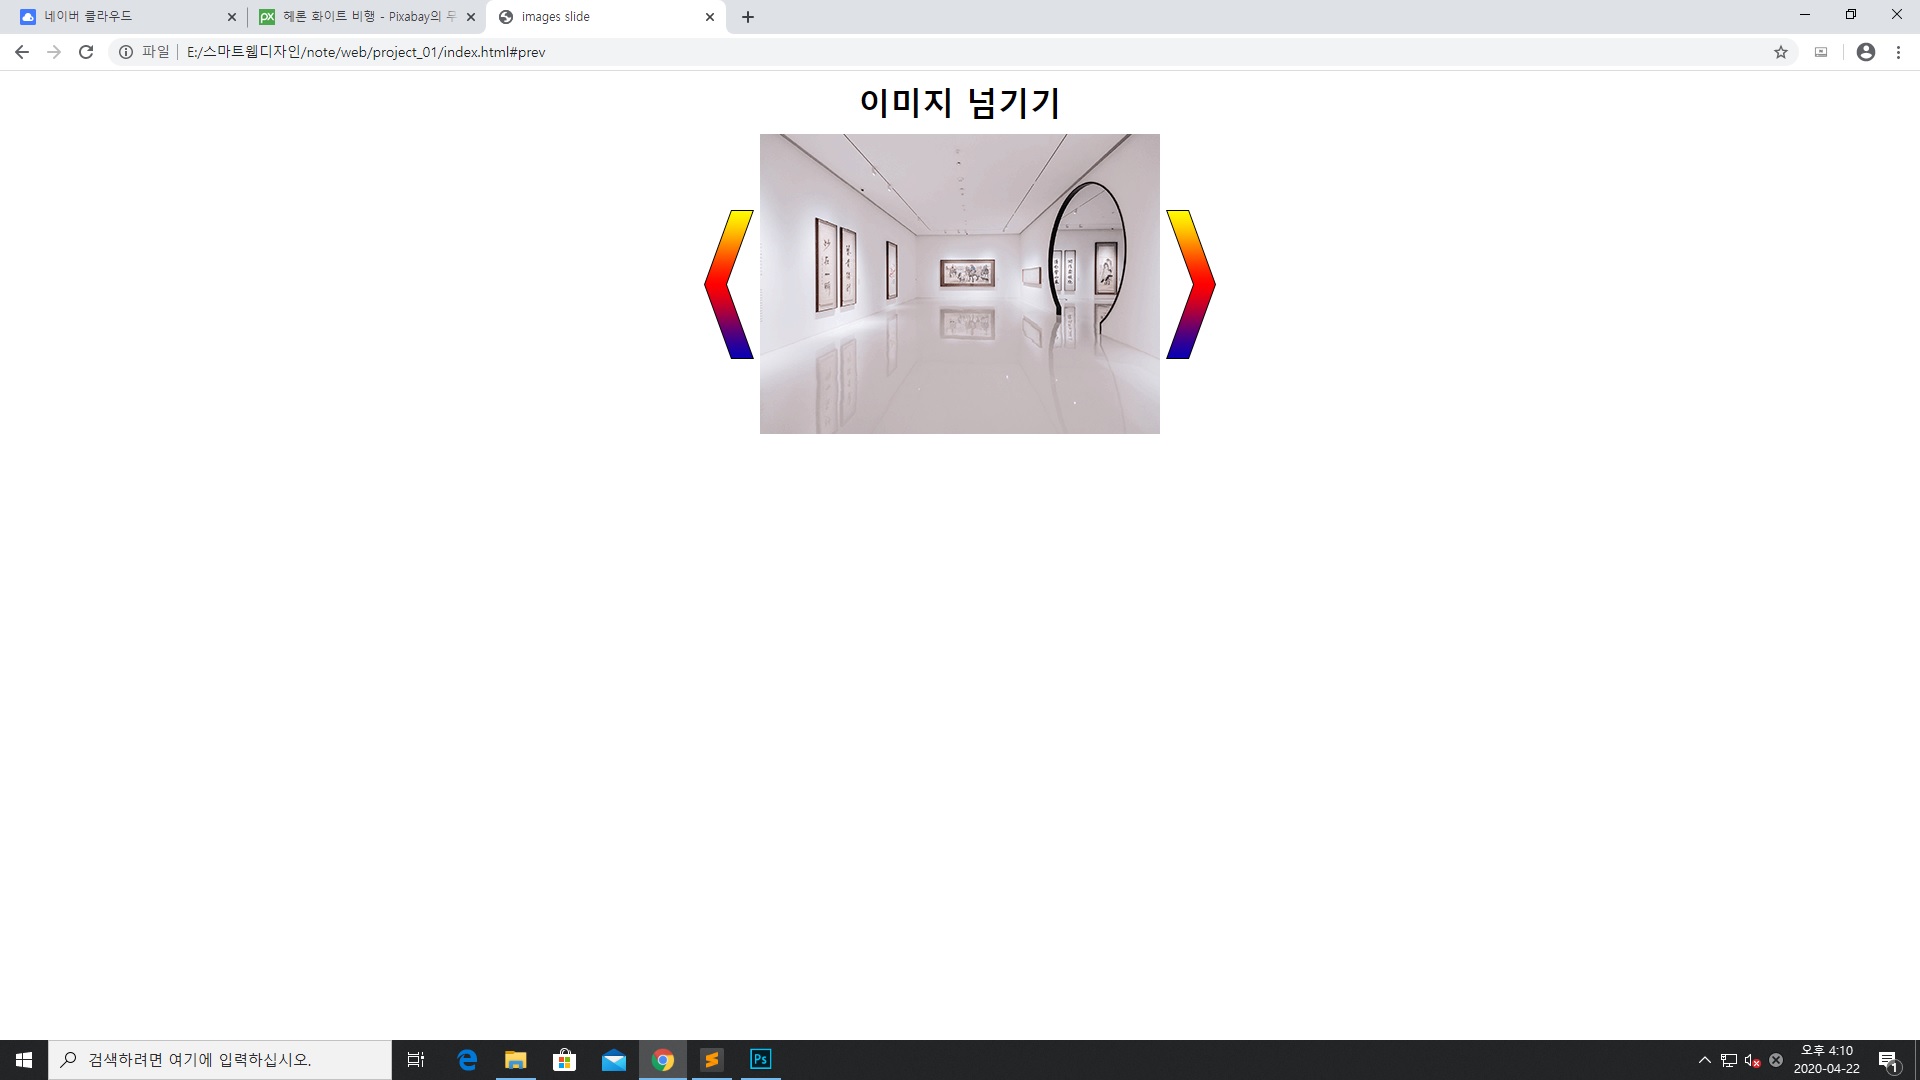 네이버 클라우드
px
헤론 화이트 비행 - Pixabay의 무
images slide
파일
E:/스마트웹디자인/note/web/project_01/index.html#prev
이미지 넘기기
검색하려면 여기에 입력하십시오.
Ps
오후 4:10
2020-04-22
1